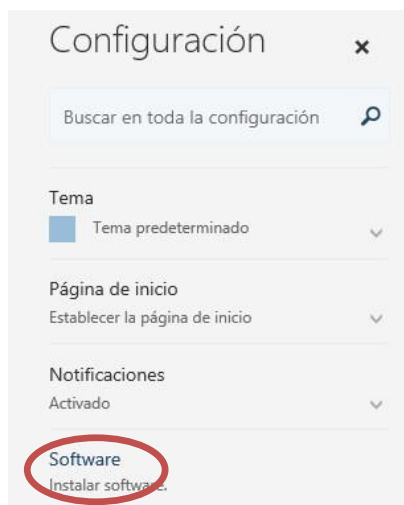 Configuración
Buscar en toda la configuración
Tema
Tema predeterminado
Página de inicio
Establecer la página de inicio
Notificaciones
Activado
Software
Instalar software.